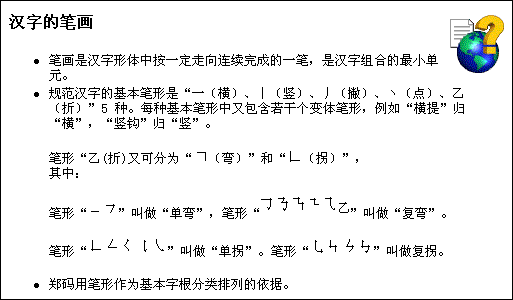 汉字的笔画
笔画是汉字形体中按一定走向连续完成的一笔，是汉字组合的最小单
元。
规范汉字的基本笔形是“一（横）、丨（竖）、丿（撇）、丶（点）、乙
（折）”5 种。每种基本笔形中又包含若干个变体笔形，例如“横提”归
“横”，“竖钩”归“竖”。
笔形“乙(折)又可分为“㇕（弯）”和“㇗（拐）”，
其中:
笔形“㇖㇇”叫做“单弯”，笔形“㇆㇌㇋㇍㇈乙”叫做“复弯”。
笔形“㇗㇜㇛㇙㇂”叫做“单拐”。笔形“㇟㇞㇉㇉”叫做复拐。
郑码用笔形作为基本字根分类排列的依据。